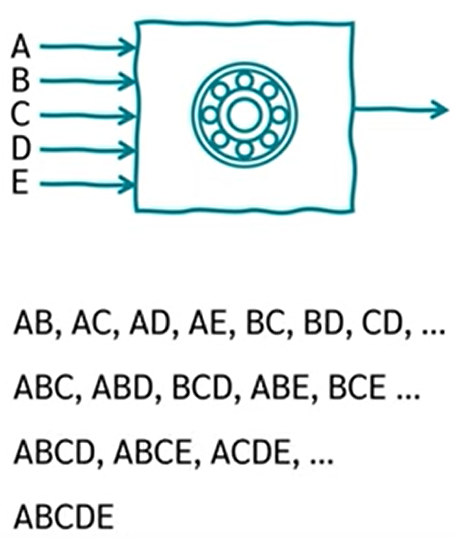 A
B
C
D
E
AB, AC, AD, AE, BC, BD, CD, ...
ABC, ABD, BCD, ABE, BCE ...
ABCD, ABCE, ACDE, ...
ABCDE